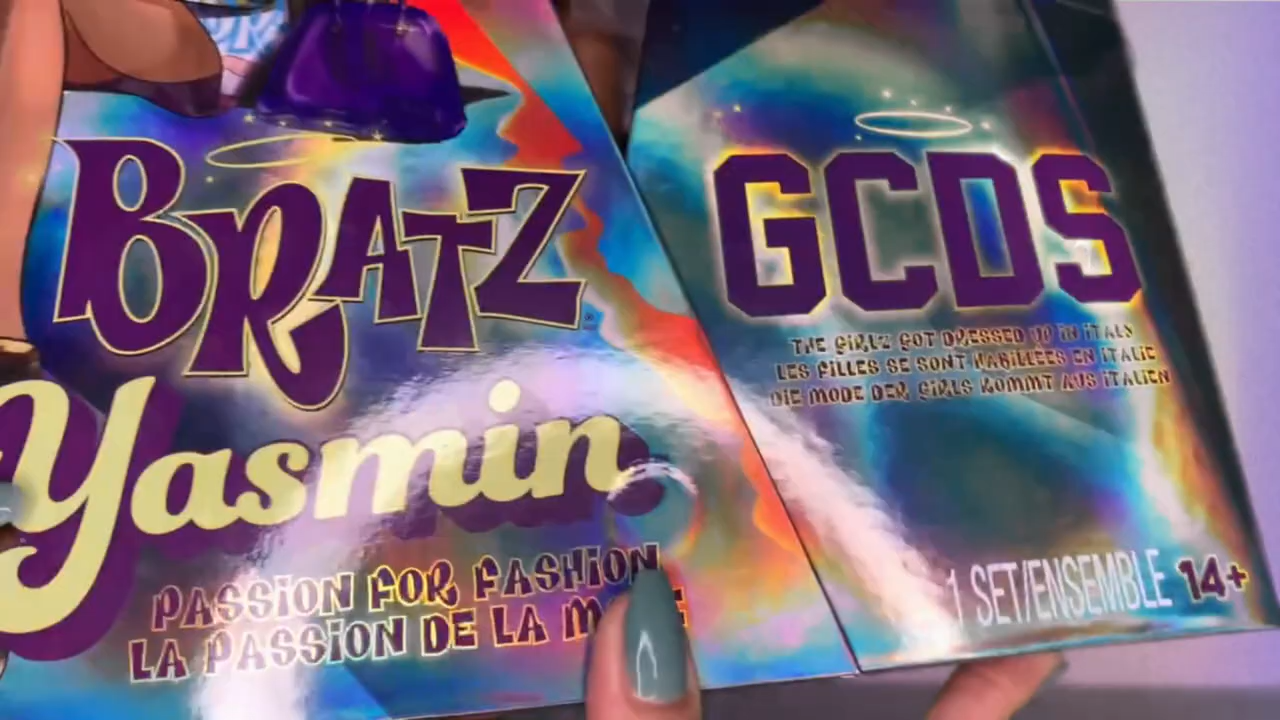 BRATZ
Yasmin
PASSION FOR FASHION
LA PASSION DE LA
GCDS
THE GIRLZ GOT DRESSED UP IN ITALY
LES FILLES SE SONT HABILLÉES EN ITALIE
DIE MODE DER GIRLS KOMMT AUS ITALIEN
1 SET/ENSEMBLE 14+